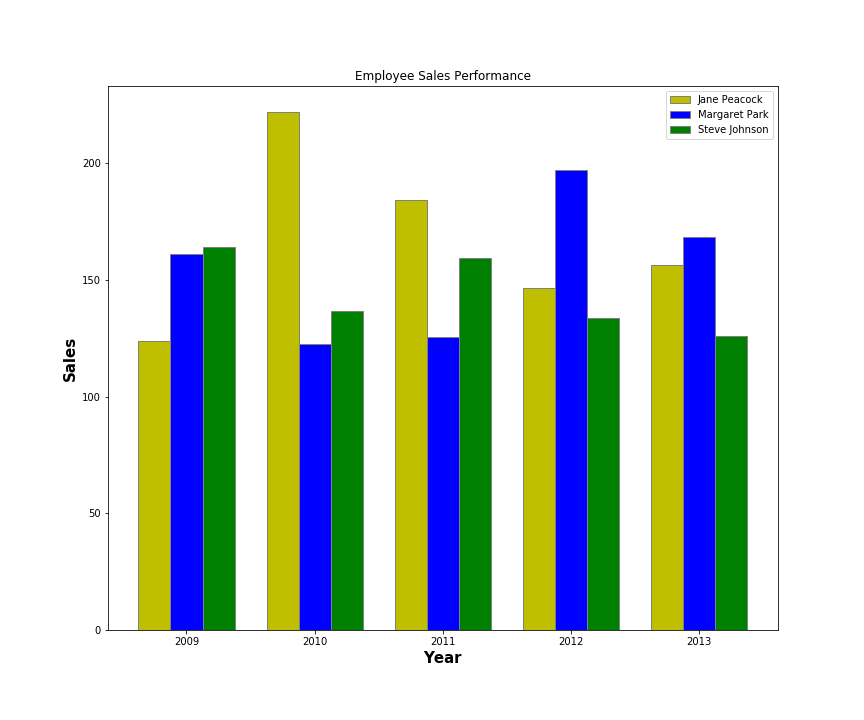 Employee Sales Performance
Jane Peacock
Margaret Park
Steve Johnson
200
150
100
50
0
Sales
2009 2010 2011 2012 2013
Year